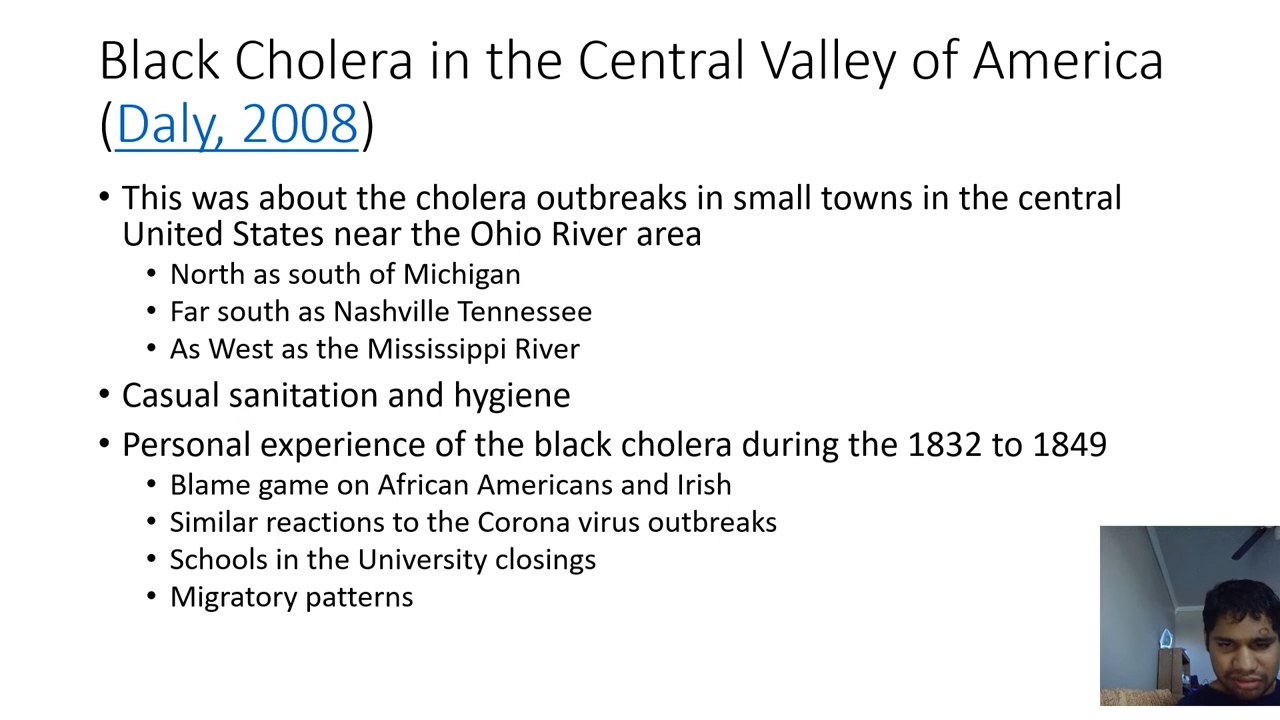 Black Cholera in the Central Valley of America
(Daly, 2008)
• This was about the cholera outbreaks in small towns in the central
United States near the Ohio River area
• North as south of Michigan
• Far south as Nashville Tennessee
• As West as the Mississippi River
• Casual sanitation and hygiene
• Personal experience of the black cholera during the 1832 to 1849
• Blame game on African Americans and Irish
• Similar reactions to the Corona virus outbreaks
• Schools in the University closings
• Migratory patterns